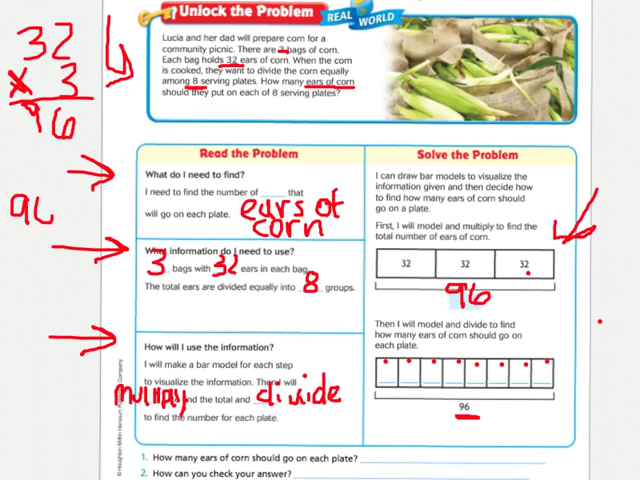 Unlock the Problem
REAL WORLD
32
x 3
96
Lucia and her dad will prepare corn for a
community picnic. There are 3 bags of corn.
Each bag holds 32 ears of corn. When the corn
is cooked, they want to divide the corn equally
among 8 serving plates. How many ears of corn
should they put on each of 8 serving plates?
Read the Problem
What do I need to find?
I need to find the number of ____ that
will go on each plate. ears of
corn
What information do I need to use?
3 bags with 32 ears in each bag
The total ears are divided equally into 8 groups.
How will I use the information?
I will make a bar model for each step
to visualize the information. Then I will
multiply nd the total and divide
to find the number for each plate.
Solve the Problem
I can draw bar models to visualize the
information given and then decide how
to find how many ears of corn should
go on a plate.
First, I will model and multiply to find the
total number of ears of corn.
32 32 32
96
Then I will model and divide to find
how many ears of corn should go on
each plate.
96
1. How many ears of corn should go on each plate?
2. How can you check your answer?
© Houghton Mifflin Harcourt Publishing Company